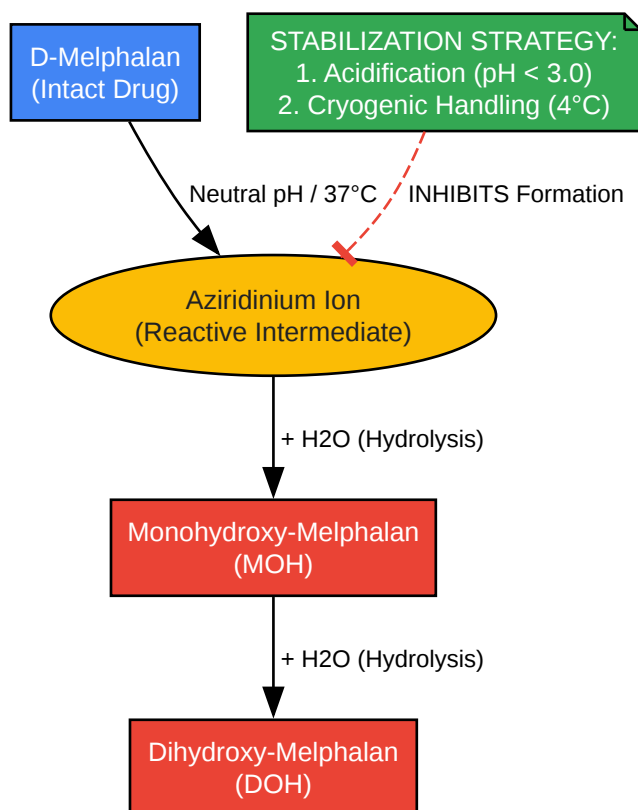 D-Melphalan
(Intact Drug)
STABILIZATION STRATEGY:
1. Acidification (pH < 3.0)
2. Cryogenic Handling (4°C)
Neutral pH / 37°C
INHIBITS Formation
Aziridinium Ion
(Reactive Intermediate)
+ H2O (Hydrolysis)
Monohydroxy-Melphalan
(MOH)
+ H2O (Hydrolysis)
Dihydroxy-Melphalan
(DOH)